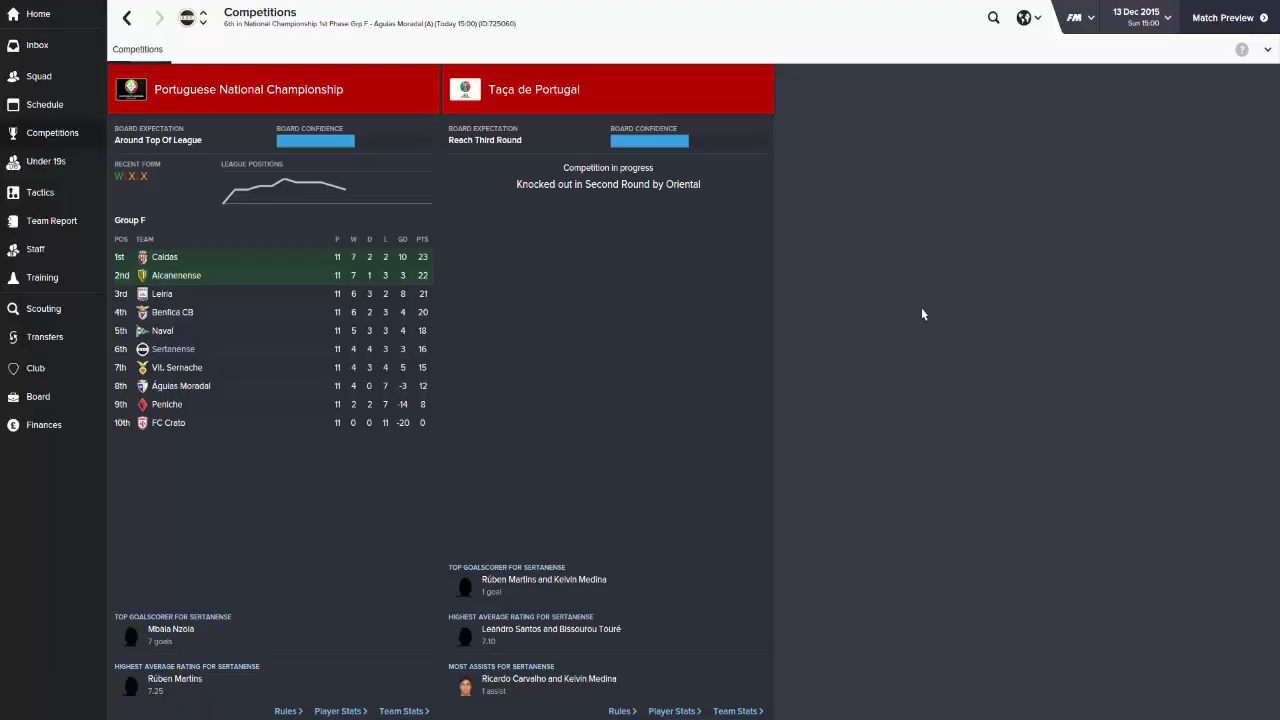 Home
Inbox
Squad
Schedule
Competitions
Under 19s
Tactics
Team Report
Staff
Training
Scouting
Transfers
Club
Board
Finances
Competitions
6th in National Championship 1st Phase Grp F - Águias Moradal (A) (Today 15:00) (ID:725060)
FM
13 Dec 2015
Sun 15:00
Match Preview
Competitions
?
Portuguese National Championship
BOARD EXPECTATION BOARD CONFIDENCE
Around Top Of League
RECENT FORM LEAGUE POSITIONS
Group F
POS TEAM P W D L GD PTS
1st Caldas 11 7 2 2 10 23
2nd Alcanenense 11 7 1 3 3 22
3rd Leiria 11 6 3 2 8 21
4th Benfica CB 11 6 2 3 4 20
5th Naval 11 5 3 3 4 18
6th Sertanense 11 4 4 3 3 16
7th Vit. Sernache 11 4 3 4 5 15
8th Águias Moradal 11 4 0 7 -3 12
9th Peniche 11 2 2 7 -14 8
10th FC Crato 11 0 0 11 -20 0
TOP GOALSCORER FOR SERTANENSE
Mbala Nzola
7 goals
HIGHEST AVERAGE RATING FOR SERTANENSE
Rúben Martins
7.25
Rules Player Stats Team Stats
Taça de Portugal
BOARD EXPECTATION BOARD CONFIDENCE
Reach Third Round
Competition in progress
Knocked out in Second Round by Oriental
TOP GOALSCORER FOR SERTANENSE
Rúben Martins and Kelvin Medina
1 goal
HIGHEST AVERAGE RATING FOR SERTANENSE
Leandro Santos and Bissourou Touré
7.10
MOST ASSISTS FOR SERTANENSE
Ricardo Carvalho and Kelvin Medina
1 assist
Rules Player Stats Team Stats